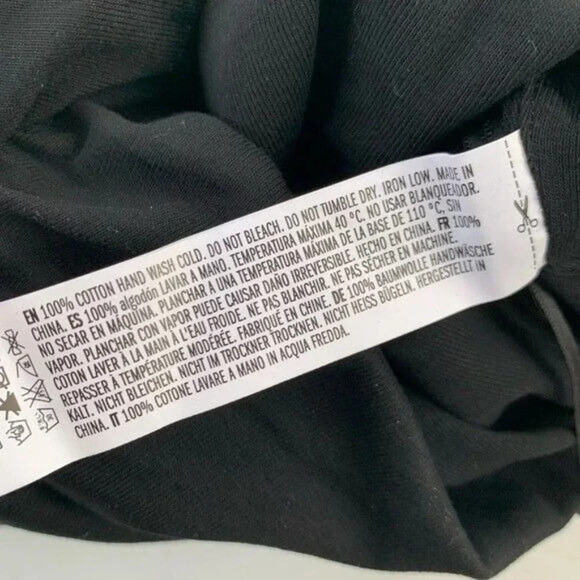 EN 100% COTTON HAND WASH COLD. DO NOT BLEACH. DO NOT TUMBLE DRY. IRON LOW. MADE IN
CHINA. ES 100% algodón LAVAR A MANO. TEMPERATURA MÁXIMA 40 °C. NO USAR BLANQUEADOR.
NO SECAR EN MÁQUINA. PLANCHAR A UNA TEMPERATURA MÁXIMA DE LA BASE DE 110 °C, SIN
VAPOR. PLANCHAR CON VAPOR PUEDE CAUSAR DAÑO IRREVERSIBLE. HECHO EN CHINA. FR 100%
COTON LAVER À LA MAIN À L'EAU FROIDE. NE PAS BLANCHIR. NE PAS SÉCHER EN MACHINE.
REPASSER À TEMPÉRATURE MODÉRÉE. FABRIQUÉ EN CHINE. DE 100% BAUMWOLLE HANDWÄSCHE
KALT. NICHT BLEICHEN. NICHT IM TROCKNER TROCKNEN. NICHT HEISS BÜGELN. HERGESTELLT IN
CHINA. IT 100% COTONE LAVARE A MANO IN ACQUA FREDDA.